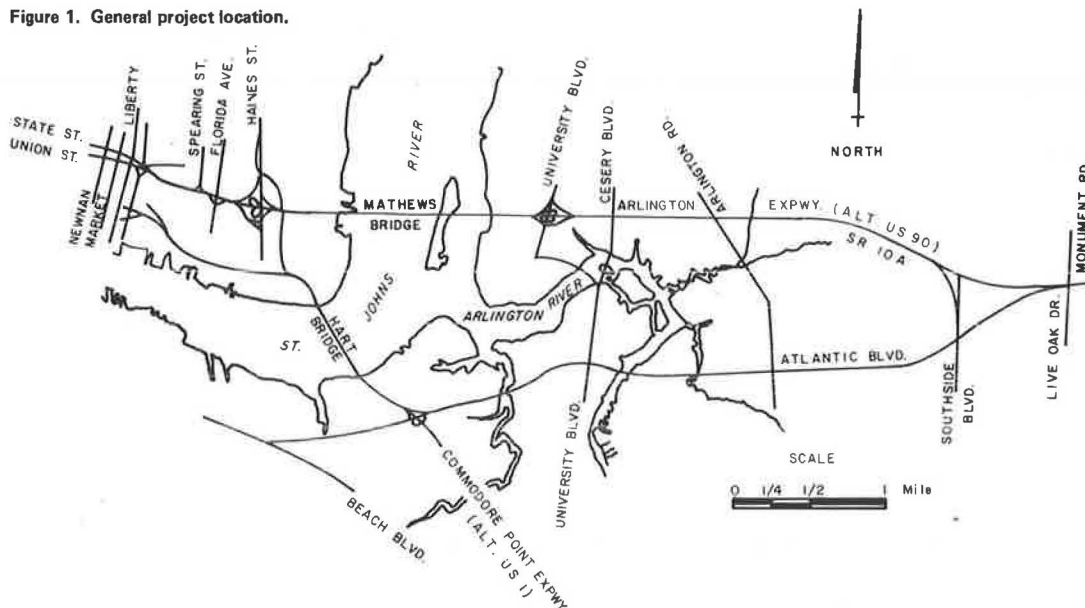 Figure 1. General project location.
STATE ST.
UNION ST.
LIBERTY
SPEARING ST.
FLORIDA AVE.
HAINES ST.
NEWNAN
MARKET
RIVER
MATHEWS
BRIDGE
UNIVERSITY BLVD.
CESERY BLVD.
ARLINGTON RD.
NORTH
ARLINGTON EXPWY. (ALT. US 90)
SR 10A
MONUMENT RD.
JOHNS
ST.
HART
BRIDGE
ARLINGTON RIVER
ATLANTIC BLVD.
SOUTHSIDE
BLVD.
LIVE OAK DR.
UNIVERSITY BLVD.
BEACH BLVD.
COMMODORE POINT EXPWY
(ALT. US 1)
SCALE
0 1/4 1/2 1 Mile